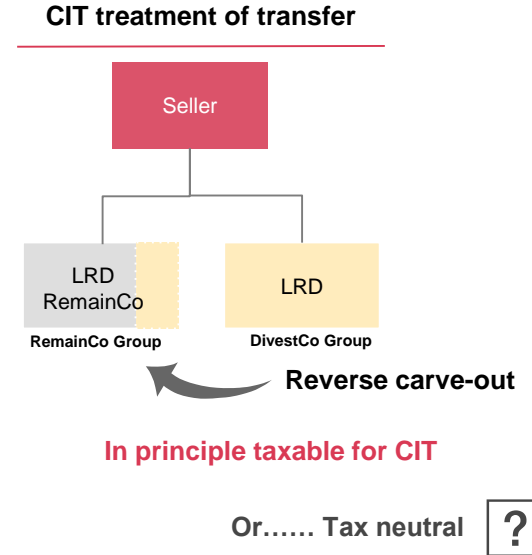 CIT treatment of transfer
Seller
LRD
RemainCo
LRD
RemainCo Group
DivestCo Group
Reverse carve-out
In principle taxable for CIT
Or…… Tax neutral
?